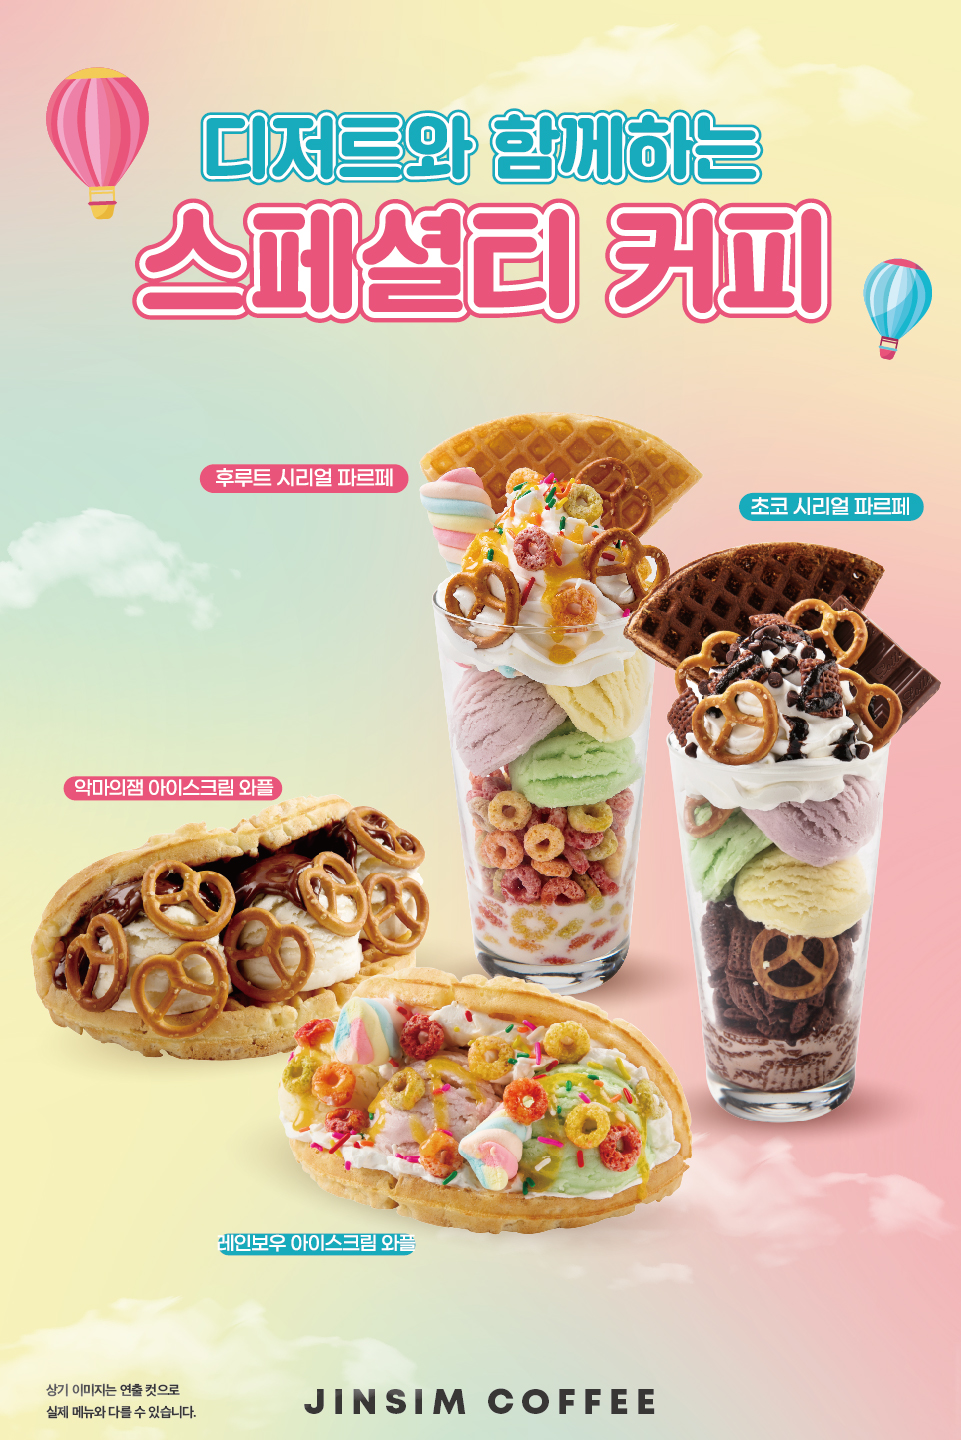 디저트와 함께하는
스페셜티 커피
후루트 시리얼 파르페
초코 시리얼 파르페
악마의잼 아이스크림 와플
레인보우 아이스크림 와플
상기 이미지는 연출 컷으로
실제 메뉴와 다를 수 있습니다.
JINSIM COFFEE